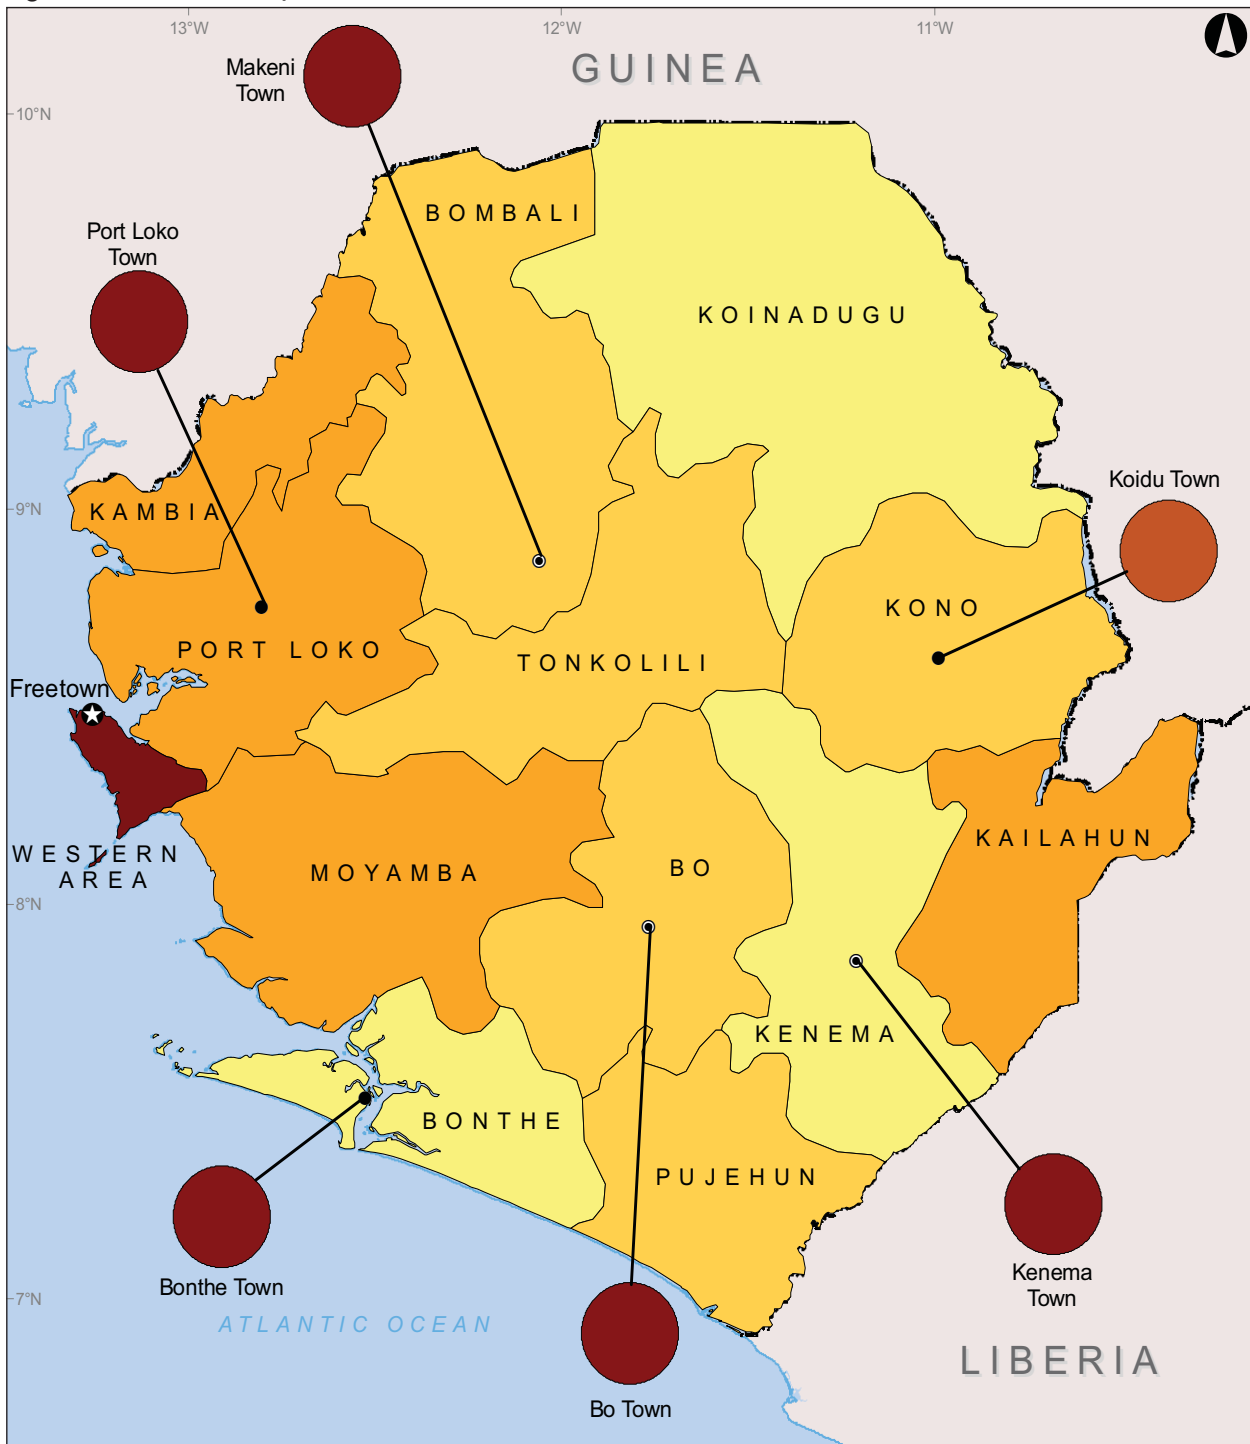 13°W
12°W
11°W
GUINEA
Makeni
Town
10°N
BOMBALI
Port Loko
Town
KOINADUGU
Koidu Town
9°N
KAMBIA
KONO
PORT LOKO
TONKOLILI
Freetown
KAILAHUN
WESTERN
AREA
MOYAMBA
BO
8°N
KENEMA
BONTHE
PUJEHUN
Bonthe Town
Kenema
Town
7°N
ATLANTIC OCEAN
LIBERIA
Bo Town